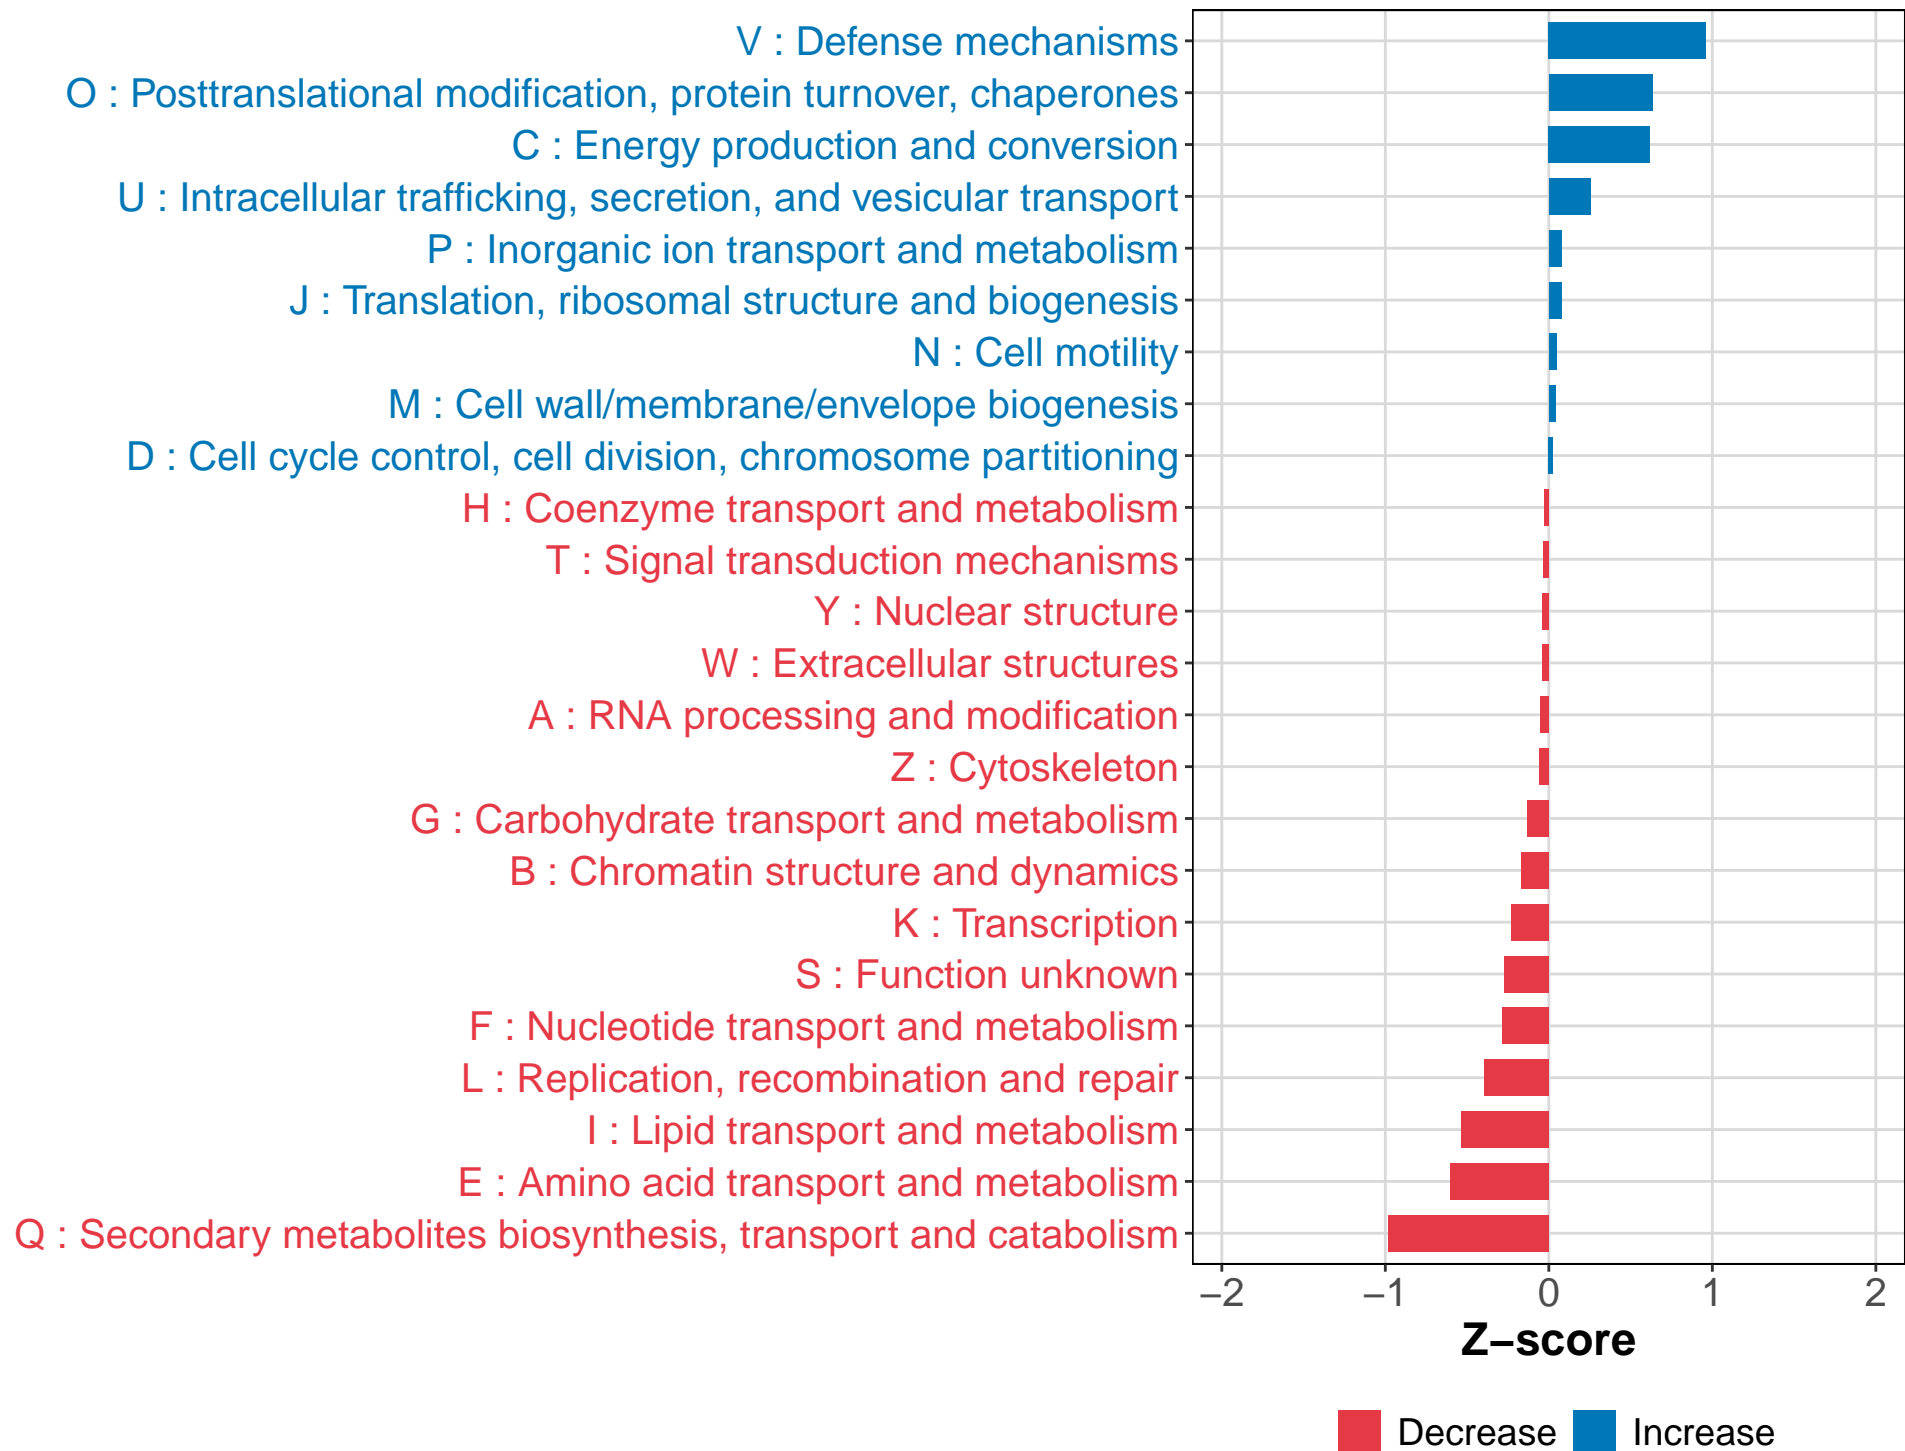 V : Defense mechanisms
O : Posttranslational modification, protein turnover, chaperones
C : Energy production and conversion
U : Intracellular trafficking, secretion, and vesicular transport
P : Inorganic ion transport and metabolism
J : Translation, ribosomal structure and biogenesis
N : Cell motility
M : Cell wall/membrane/envelope biogenesis
D : Cell cycle control, cell division, chromosome partitioning
H : Coenzyme transport and metabolism
T : Signal transduction mechanisms
Y : Nuclear structure
W : Extracellular structures
A : RNA processing and modification
Z : Cytoskeleton
G : Carbohydrate transport and metabolism
B : Chromatin structure and dynamics
K : Transcription
S : Function unknown
F : Nucleotide transport and metabolism
L : Replication, recombination and repair
I : Lipid transport and metabolism
E : Amino acid transport and metabolism
Q : Secondary metabolites biosynthesis, transport and catabolism
−2 −1 0 1 2
Z−score
Decrease Increase